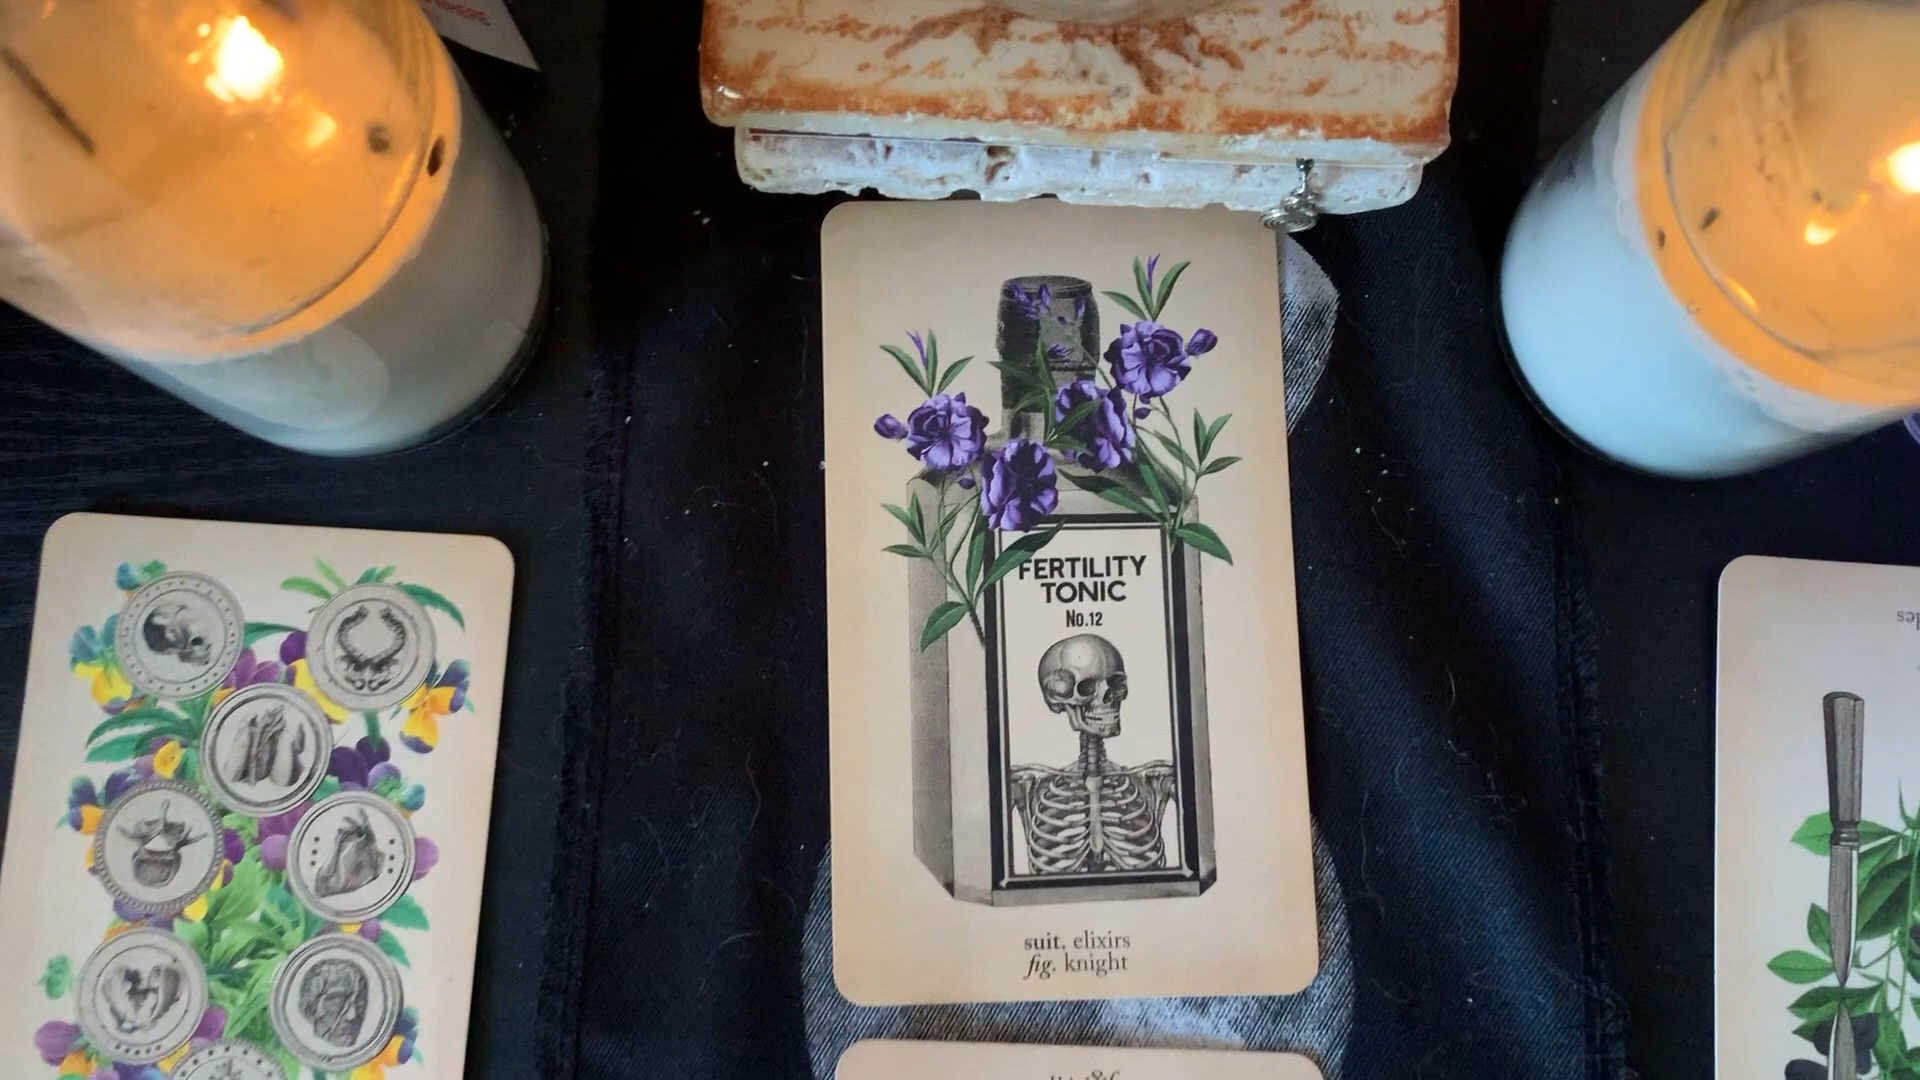 FERTILITY
TONIC
No.12
suit. elixirs
fig. knight